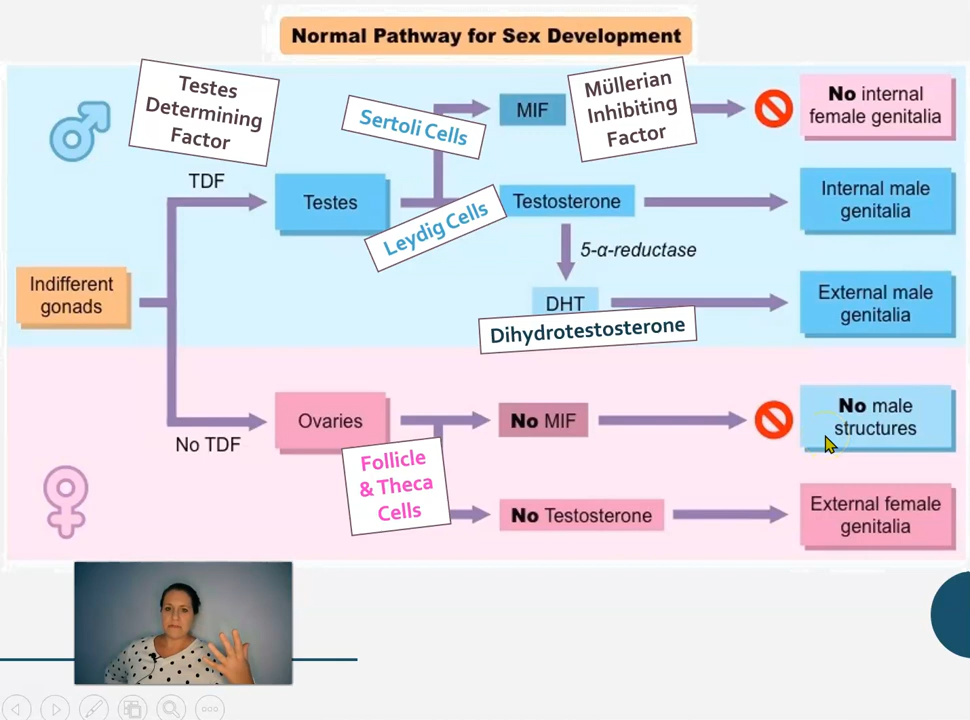 Normal Pathway for Sex Development
Testes
Determining
Factor
Sertoli Cells
MIF
Müllerian
Inhibiting
Factor
No internal
female genitalia
TDF
Testes
Leydig Cells
Testosterone
Internal male
genitalia
5-α-reductase
Indifferent
gonads
DHT
Dihydrotestosterone
External male
genitalia
Ovaries
No MIF
No male
structures
No TDF
Follicle
& Theca
Cells
No Testosterone
External female
genitalia